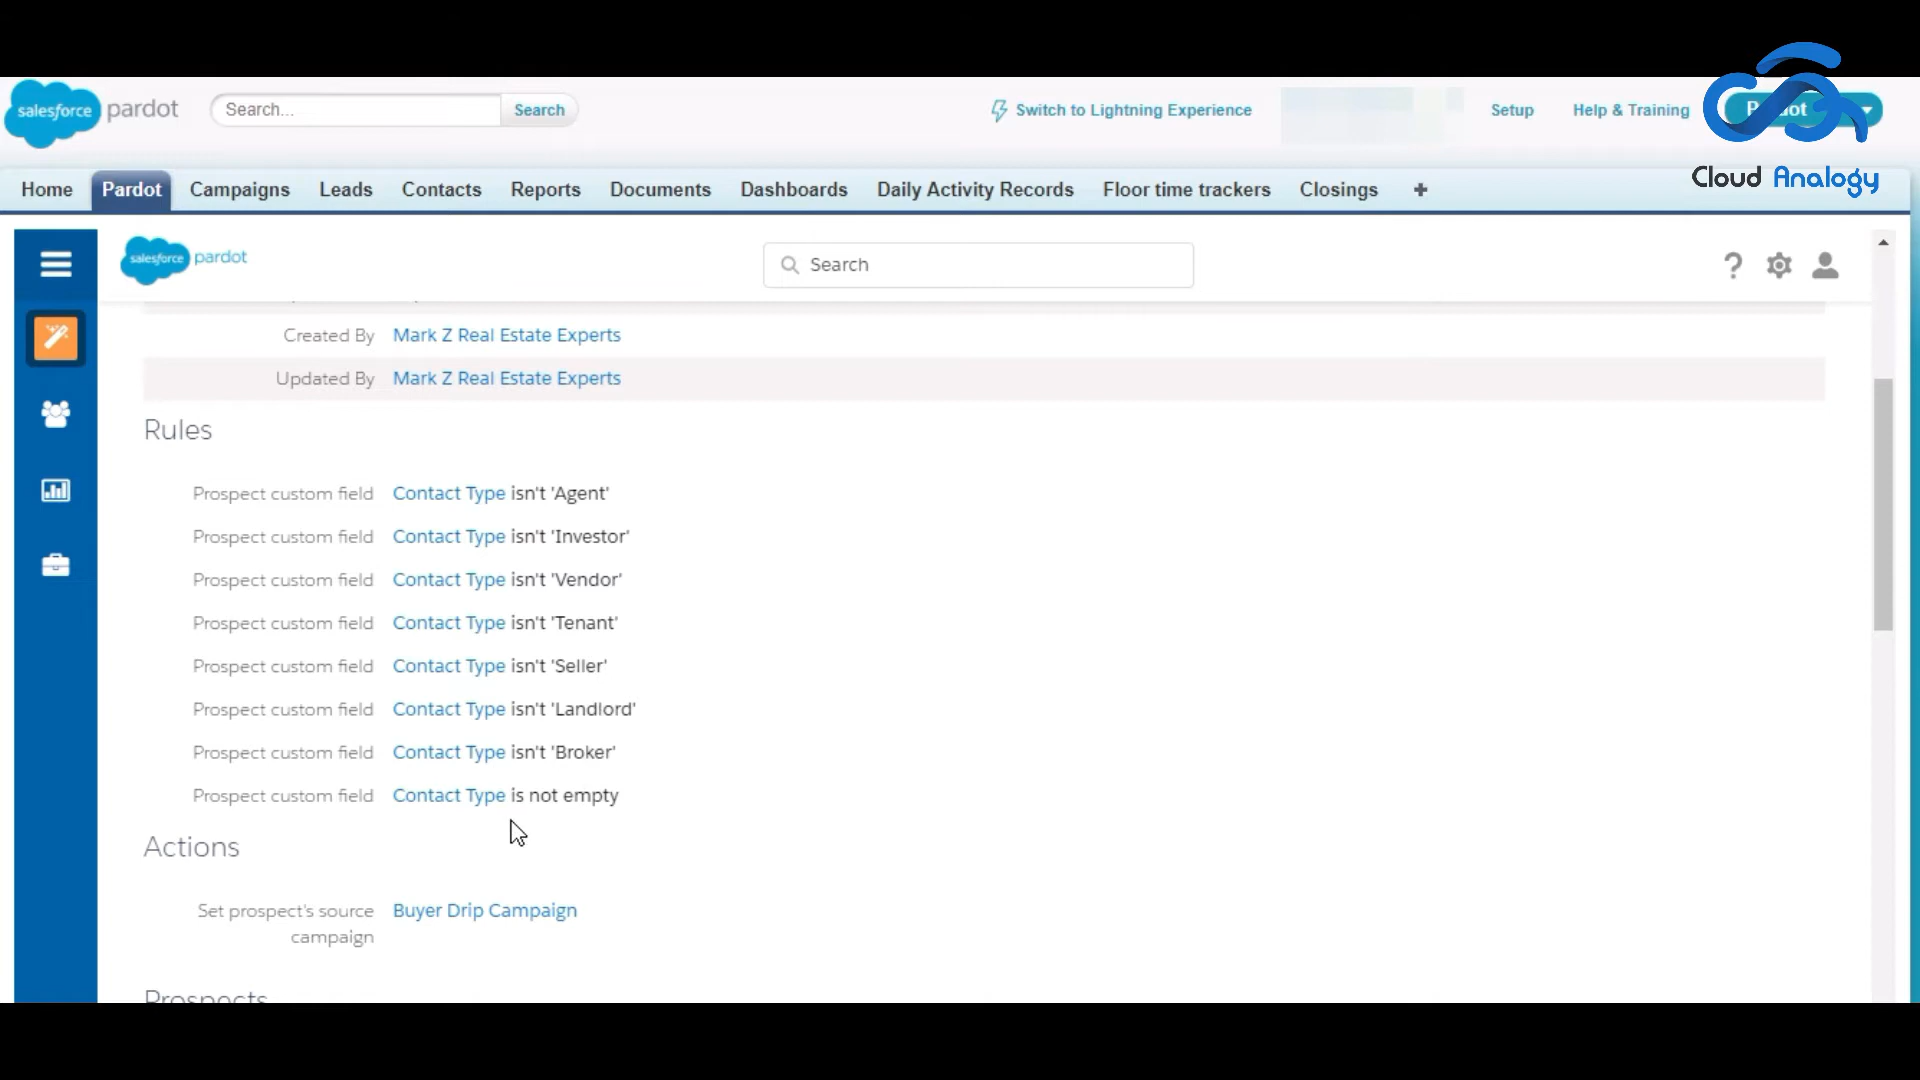 salesforce pardot Search... Search Switch to Lightning Experience Setup Help & Training
Cloud Analogy
Home Pardot Campaigns Leads Contacts Reports Documents Dashboards Daily Activity Records Floor time trackers Closings +
salesforce pardot Search ?
Created By Mark Z Real Estate Experts
Updated By Mark Z Real Estate Experts
Rules
Prospect custom field Contact Type isn't 'Agent'
Prospect custom field Contact Type isn't 'Investor'
Prospect custom field Contact Type isn't 'Vendor'
Prospect custom field Contact Type isn't 'Tenant'
Prospect custom field Contact Type isn't 'Seller'
Prospect custom field Contact Type isn't 'Landlord'
Prospect custom field Contact Type isn't 'Broker'
Prospect custom field Contact Type is not empty
Actions
Set prospect's source Buyer Drip Campaign
campaign
Prospects